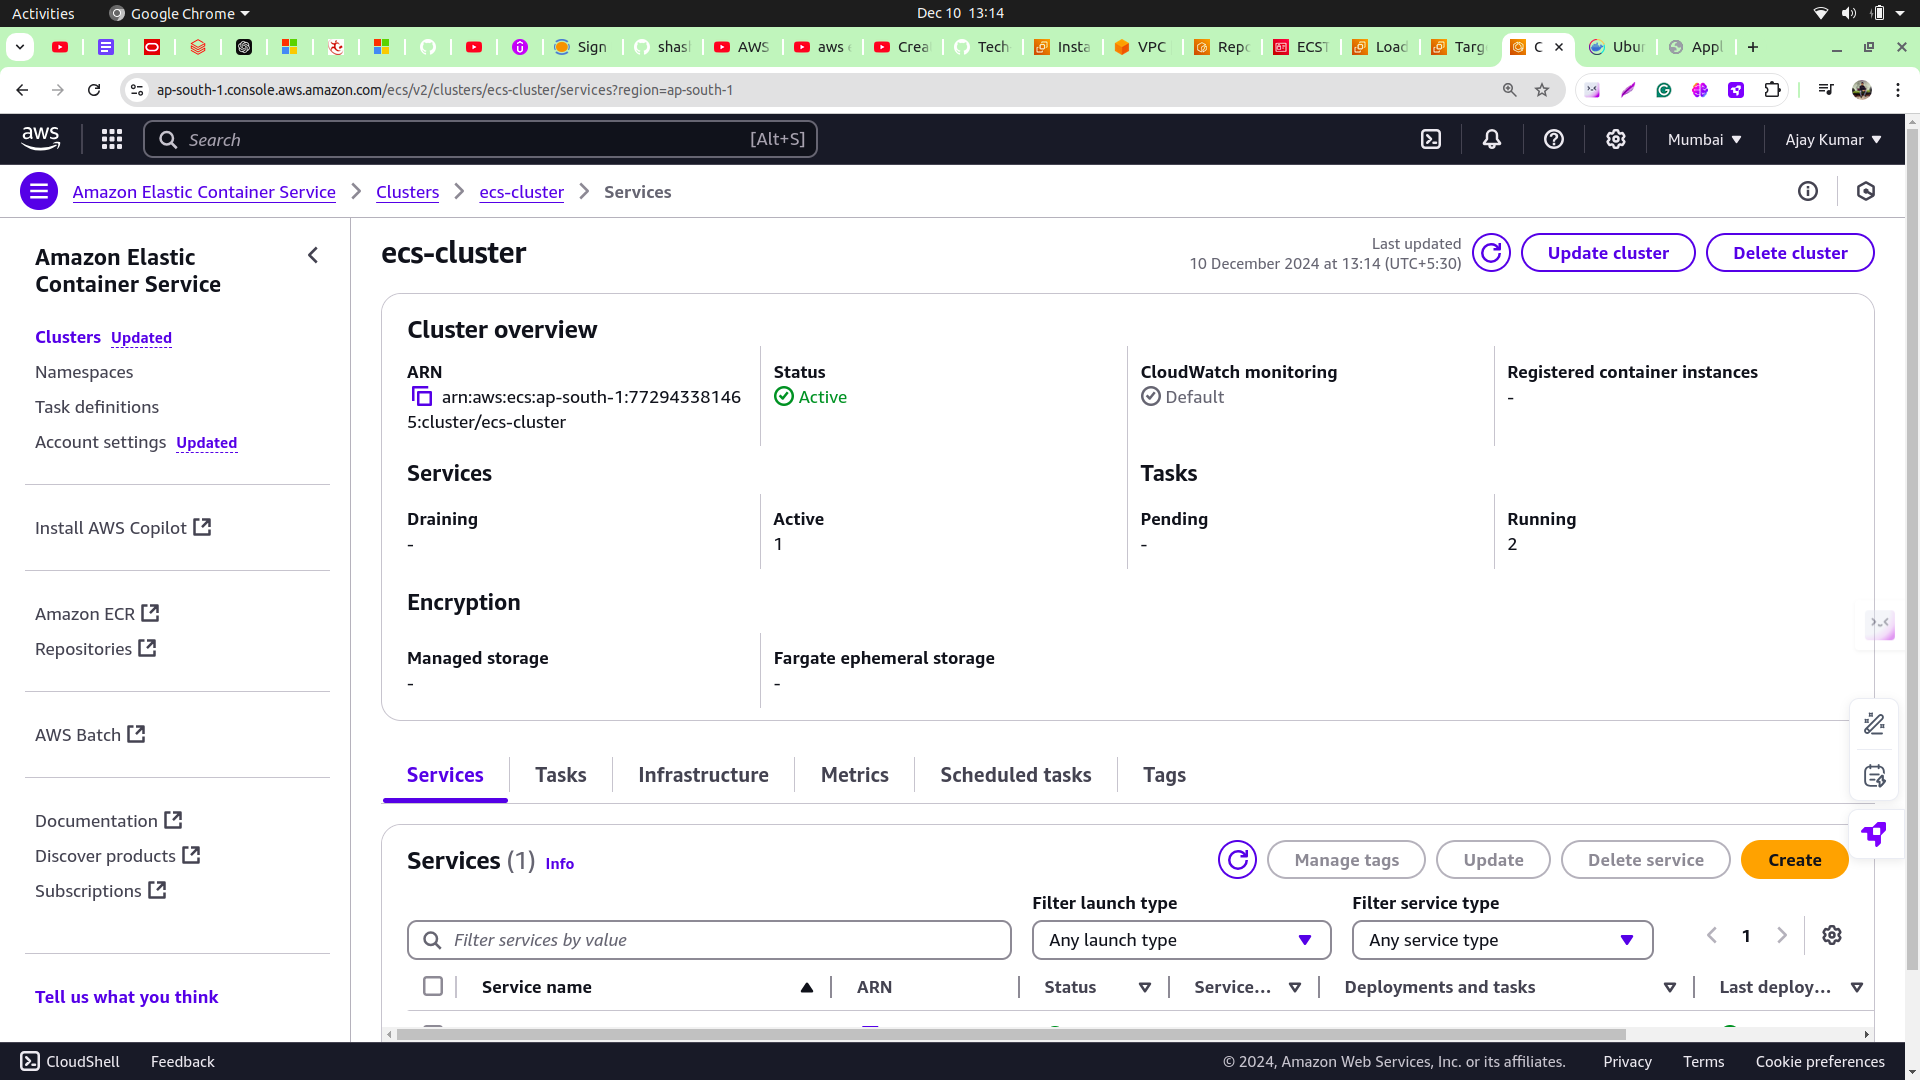 Activities
Google Chrome
Dec 10 13:14
Sign
shas
AWS
aws
Crea
Tech
Insta
VPC
Repo
ECST
Load
Targ
C
Ubur
Appl
ap-south-1.console.aws.amazon.com/ecs/v2/clusters/ecs-cluster/services?region=ap-south-1
aws
Search
[Alt+S]
Mumbai
Ajay Kumar
Amazon Elastic Container Service
Clusters
ecs-cluster
Services
Amazon Elastic
Container Service
Clusters Updated
Namespaces
Task definitions
Account settings Updated
Install AWS Copilot
Amazon ECR
Repositories
AWS Batch
Documentation
Discover products
Subscriptions
Tell us what you think
ecs-cluster
Last updated
10 December 2024 at 13:14 (UTC+5:30)
Update cluster
Delete cluster
Cluster overview
ARN
arn:aws:ecs:ap-south-1:77294338146
5:cluster/ecs-cluster
Status
Active
CloudWatch monitoring
Default
Registered container instances
-
Services
Tasks
Draining
-
Active
1
Pending
-
Running
2
Encryption
Managed storage
-
Fargate ephemeral storage
-
Services
Tasks
Infrastructure
Metrics
Scheduled tasks
Tags
Services (1) Info
Manage tags
Update
Delete service
Create
Filter services by value
Filter launch type
Any launch type
Filter service type
Any service type
1
Service name
ARN
Status
Service...
Deployments and tasks
Last deploy...
CloudShell
Feedback
© 2024, Amazon Web Services, Inc. or its affiliates.
Privacy
Terms
Cookie preferences